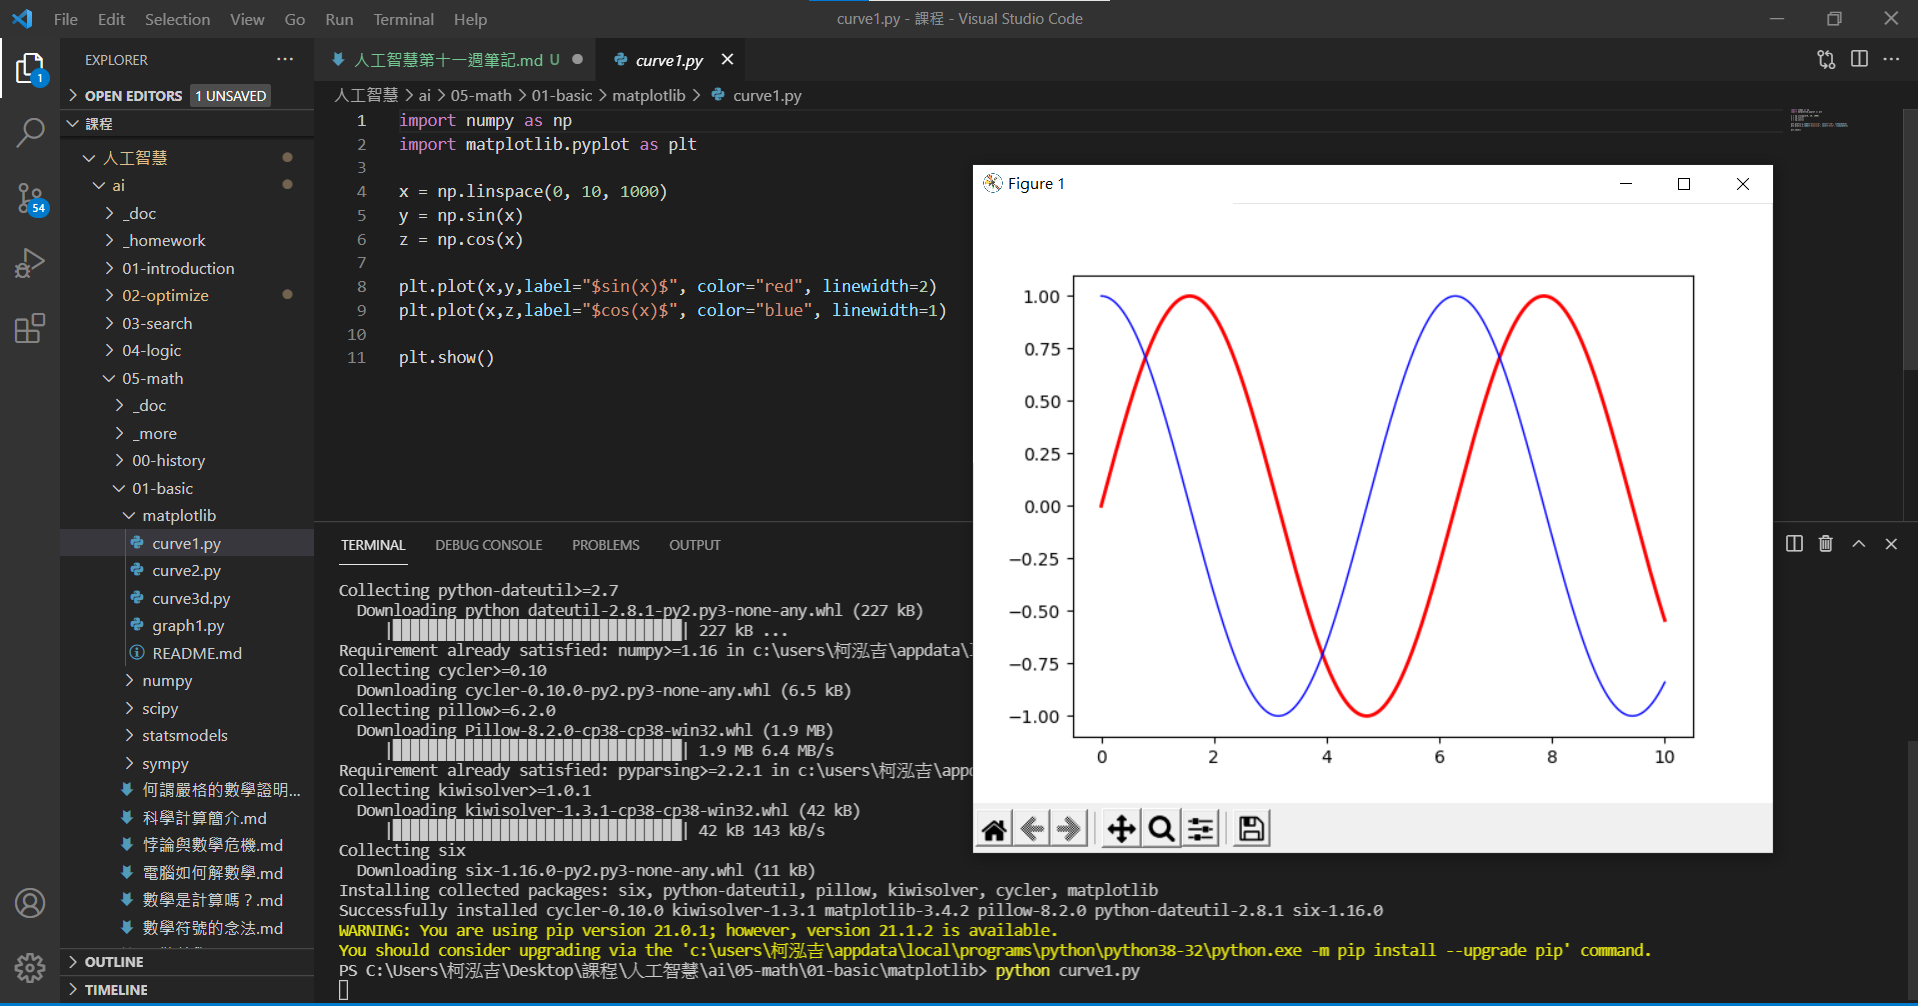 File Edit Selection View Go Run Terminal Help
curve1.py - 課程 - Visual Studio Code
EXPLORER
人工智慧第十一週筆記.md U
curve1.py
1
OPEN EDITORS 1 UNSAVED
人工智慧 > ai > 05-math > 01-basic > matplotlib > curve1.py
課程
人工智慧
ai
_doc
_homework
01-introduction
02-optimize
03-search
04-logic
05-math
_doc
_more
00-history
01-basic
matplotlib
curve1.py
curve2.py
curve3d.py
graph1.py
README.md
numpy
scipy
statsmodels
sympy
何謂嚴格的數學證明...
科學計算簡介.md
悖論與數學危機.md
電腦如何解數學.md
數學是計算嗎？.md
數學符號的念法.md
OUTLINE
TIMELINE
54
1 import numpy as np
2 import matplotlib.pyplot as plt
3
4 x = np.linspace(0, 10, 1000)
5 y = np.sin(x)
6 z = np.cos(x)
7
8 plt.plot(x,y,label="$sin(x)$", color="red", linewidth=2)
9 plt.plot(x,z,label="$cos(x)$", color="blue", linewidth=1)
10
11 plt.show()
Figure 1
1.00
0.75
0.50
0.25
0.00
−0.25
−0.50
−0.75
−1.00
0 2 4 6 8 10
TERMINAL DEBUG CONSOLE PROBLEMS OUTPUT
Collecting python-dateutil>=2.7
Downloading python_dateutil-2.8.1-py2.py3-none-any.whl (227 kB)
227 kB ...
Requirement already satisfied: numpy>=1.16 in c:\users\柯泓吉\appdata\
Collecting cycler>=0.10
Downloading cycler-0.10.0-py2.py3-none-any.whl (6.5 kB)
Collecting pillow>=6.2.0
Downloading Pillow-8.2.0-cp38-cp38-win32.whl (1.9 MB)
1.9 MB 6.4 MB/s
Requirement already satisfied: pyparsing>=2.2.1 in c:\users\柯泓吉\app
Collecting kiwisolver>=1.0.1
Downloading kiwisolver-1.3.1-cp38-cp38-win32.whl (42 kB)
42 kB 143 kB/s
Collecting six
Downloading six-1.16.0-py2.py3-none-any.whl (11 kB)
Installing collected packages: six, python-dateutil, pillow, kiwisolver, cycler, matplotlib
Successfully installed cycler-0.10.0 kiwisolver-1.3.1 matplotlib-3.4.2 pillow-8.2.0 python-dateutil-2.8.1 six-1.16.0
WARNING: You are using pip version 21.0.1; however, version 21.1.2 is available.
You should consider upgrading via the 'c:\users\柯泓吉\appdata\local\programs\python\python38-32\python.exe -m pip install --upgrade pip' command.
PS C:\Users\柯泓吉\Desktop\課程\人工智慧\ai\05-math\01-basic\matplotlib> python curve1.py